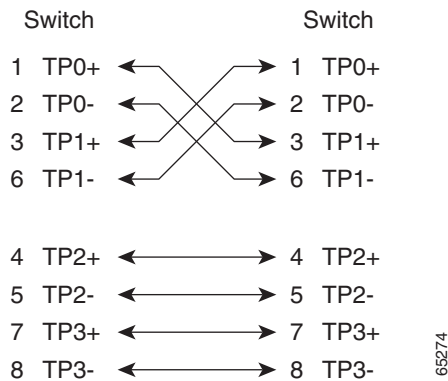 Switch Switch
1 TP0+ 1 TP0+
2 TP0- 2 TP0-
3 TP1+ 3 TP1+
6 TP1- 6 TP1-
4 TP2+ 4 TP2+
5 TP2- 5 TP2-
7 TP3+ 7 TP3+
8 TP3- 8 TP3-
65274